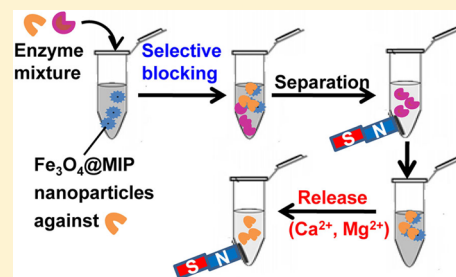 Enzyme
mixture
Selective
blocking
Separation
S N
Fe₃O₄@MIP
nanoparticles
against
Release
(Ca²⁺, Mg²⁺)
S N